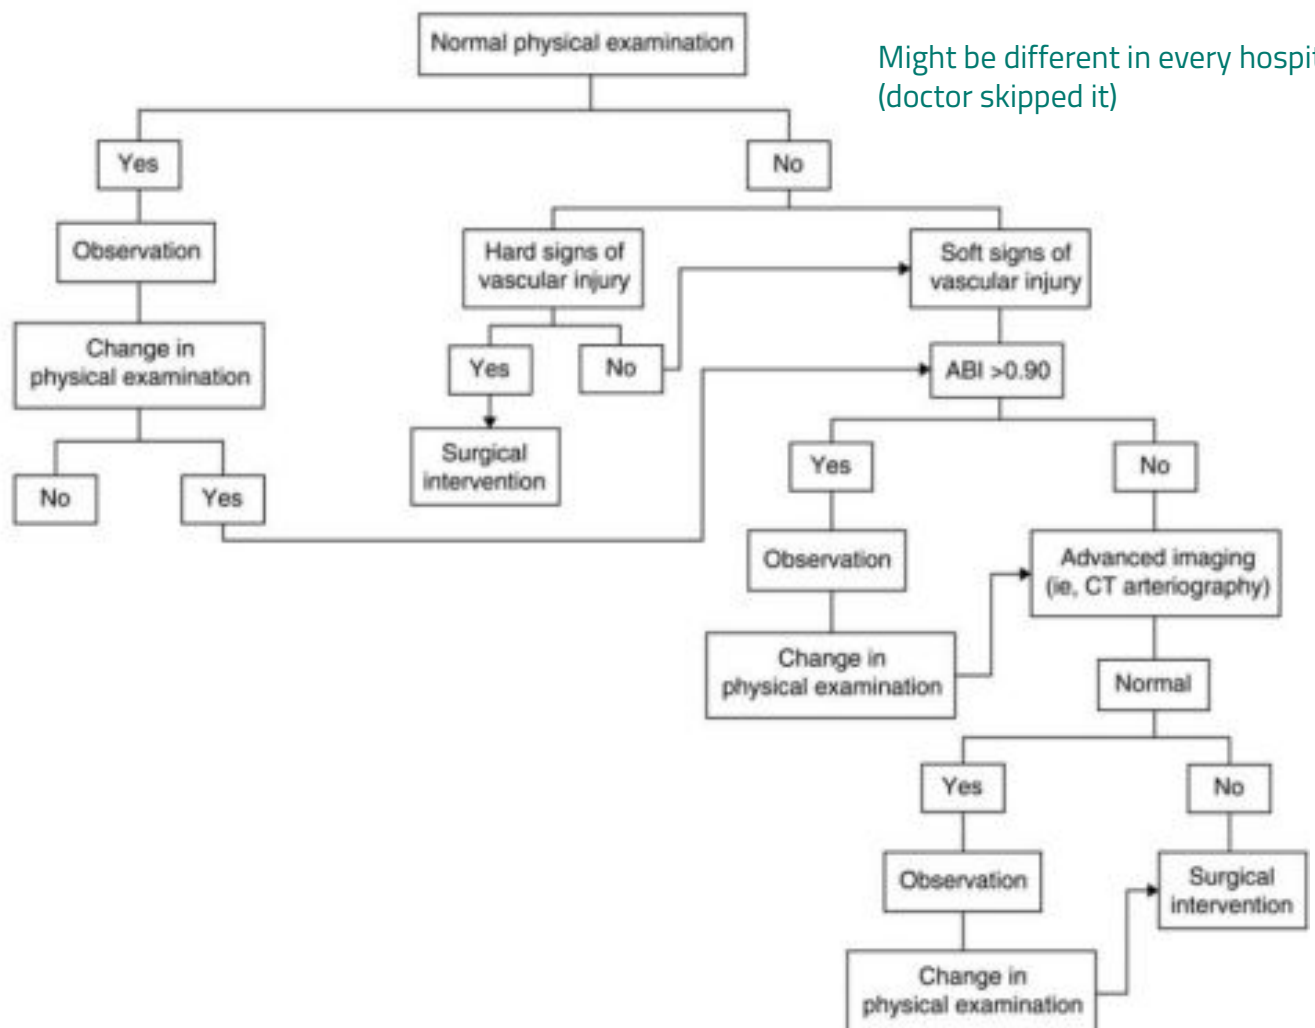 Normal physical examination
Might be different in every hospit
(doctor skipped it)
Yes
No
Observation
Hard signs of
vascular injury
Soft signs of
vascular injury
Change in
physical examination
Yes
No
ABI >0.90
No
Yes
Surgical
intervention
Yes
No
Observation
Advanced imaging
(ie, CT arteriography)
Change in
physical examination
Normal
Yes
No
Observation
Surgical
intervention
Change in
physical examination